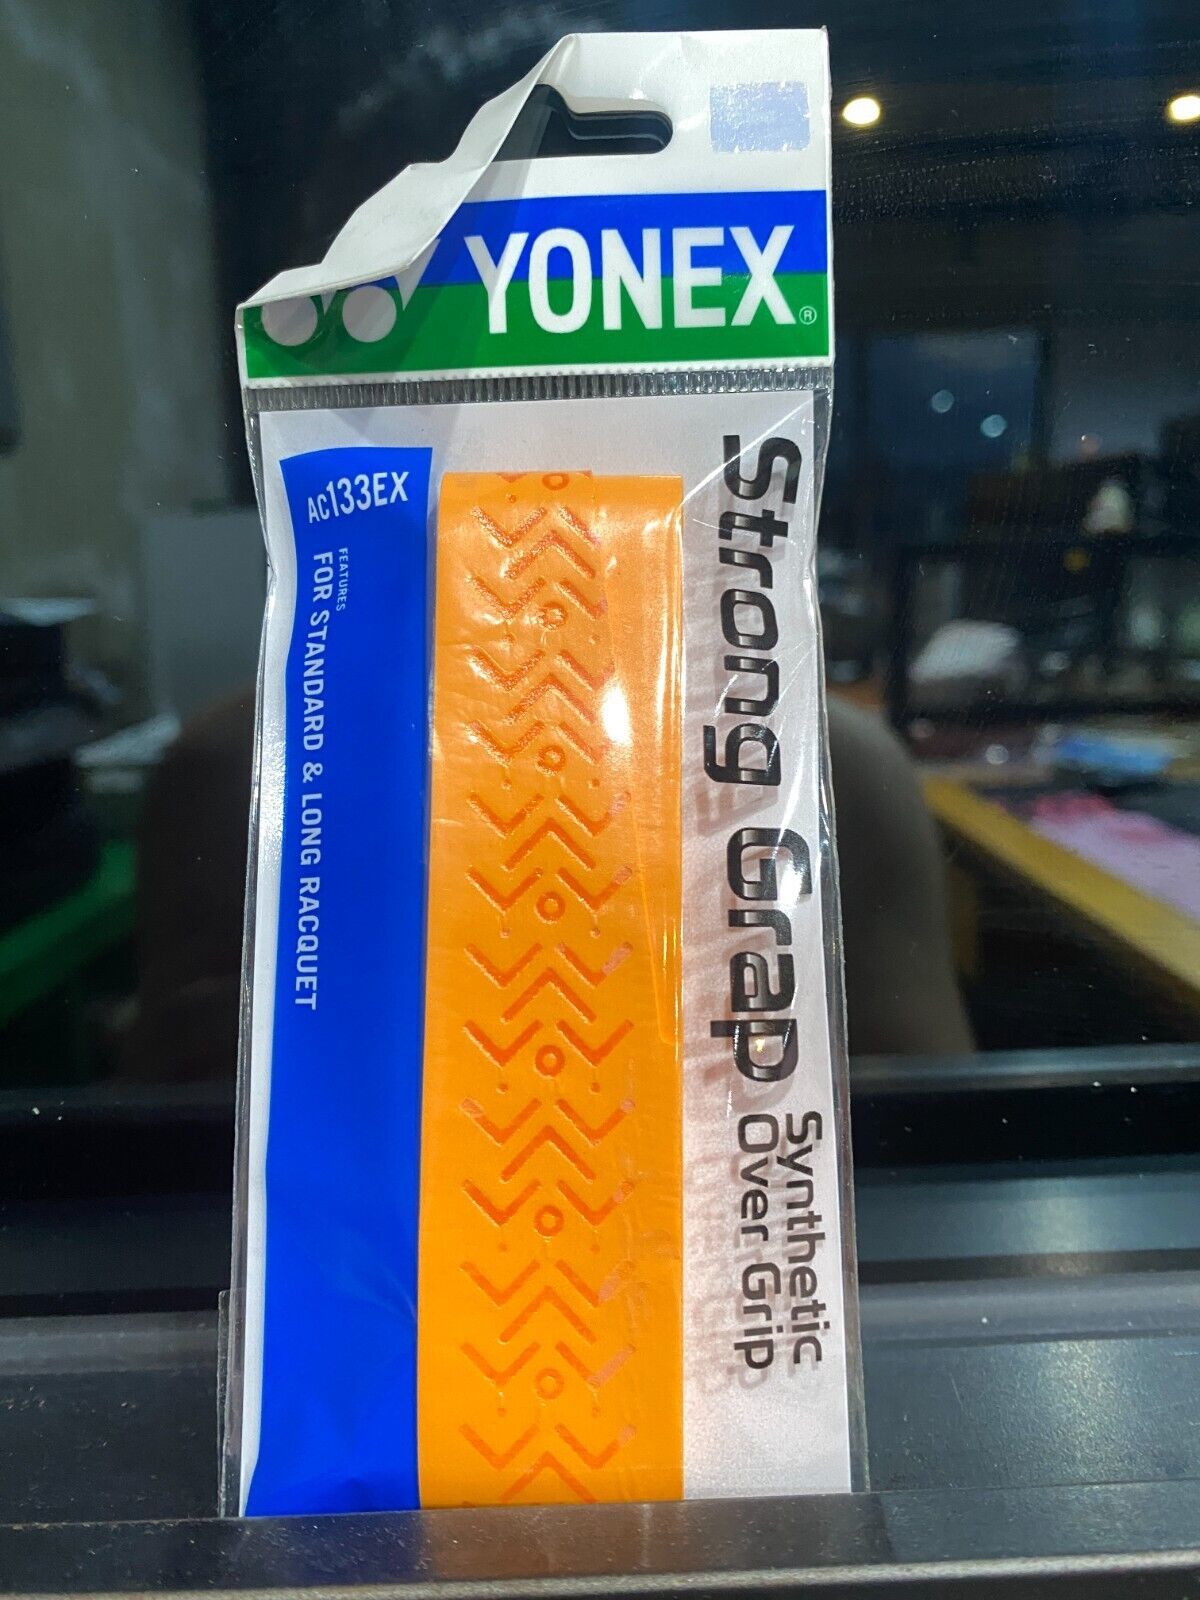 YONEX®
AC133EX
FEATURES
FOR STANDARD & LONG RACQUET
Strong Grap
Synthetic
Over Grip